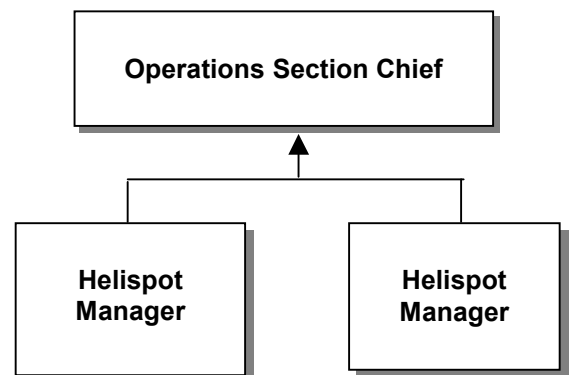 Operations Section Chief
Helispot
Manager
Helispot
Manager